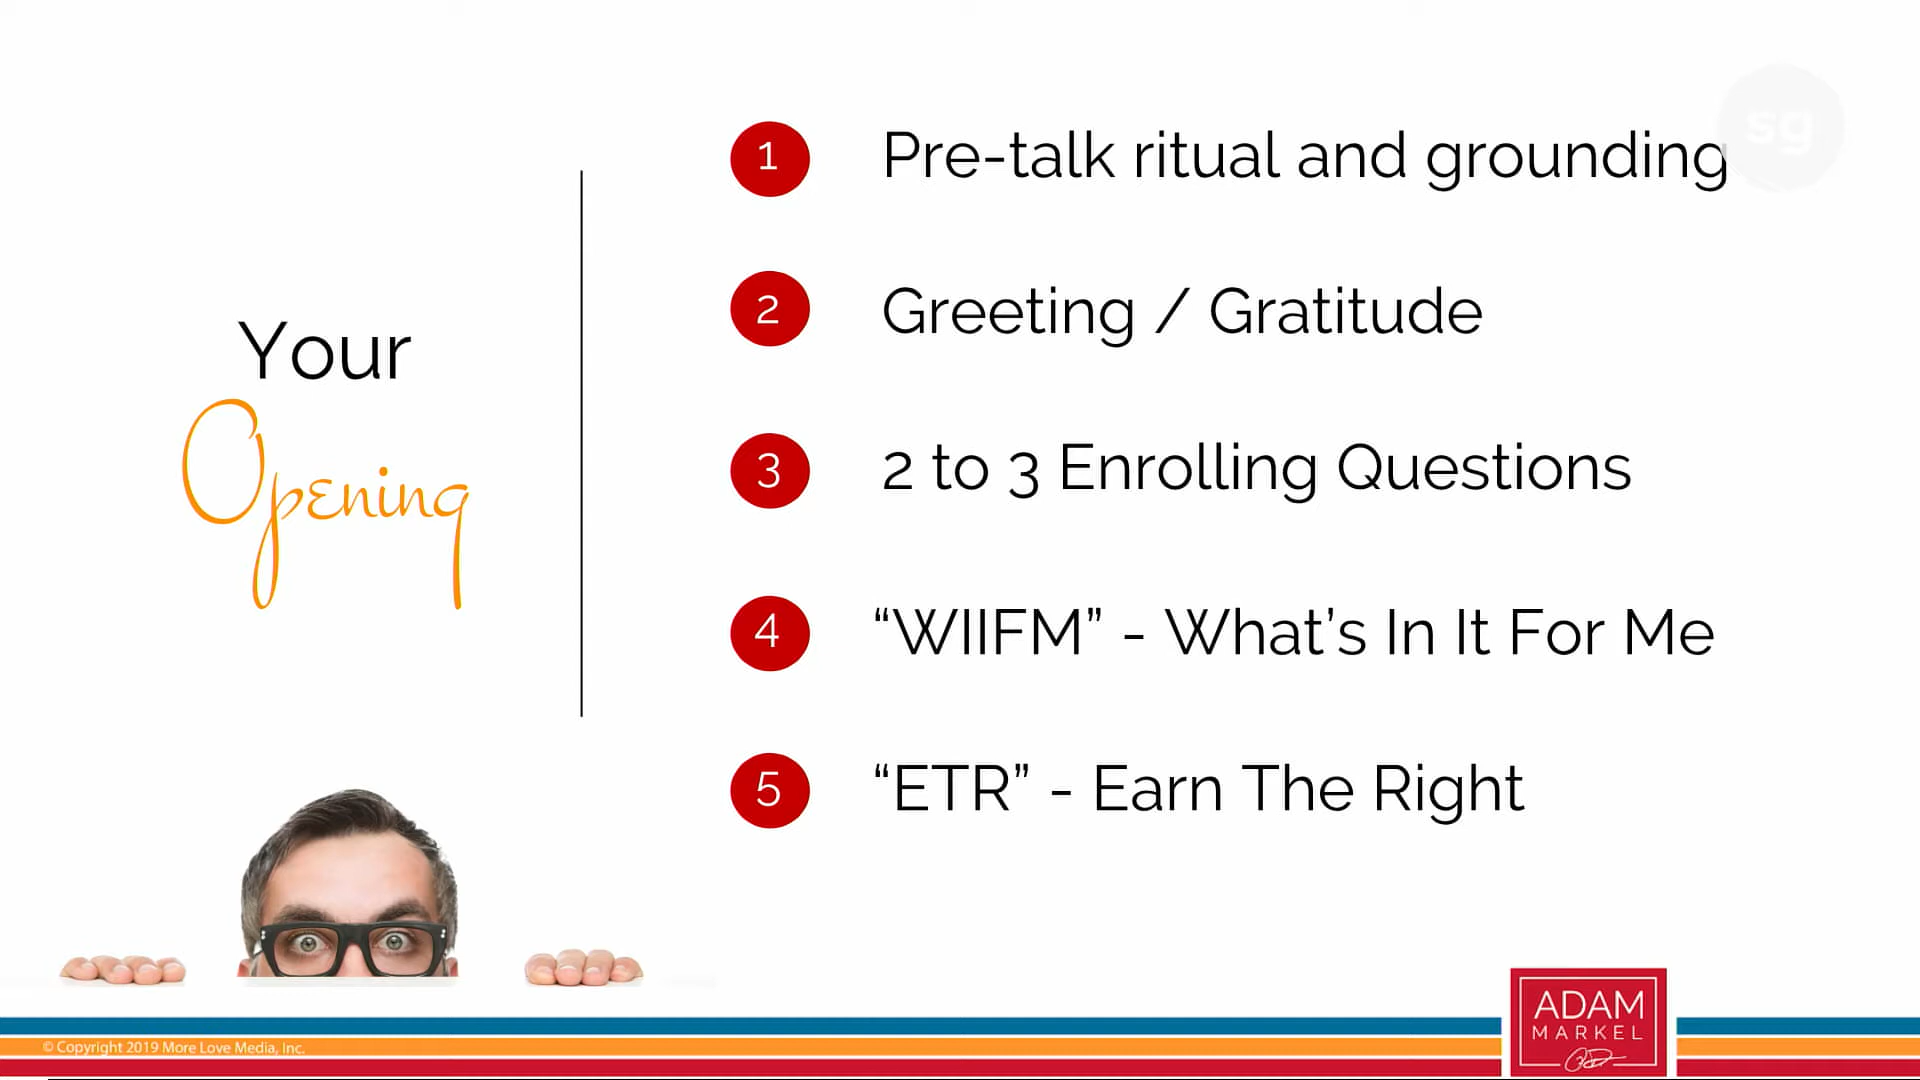 Your
Opening
1 Pre-talk ritual and grounding
2 Greeting / Gratitude
3 2 to 3 Enrolling Questions
4 “WIIFM” - What’s In It For Me
5 “ETR” - Earn The Right
sg
© Copyright 2019 More Love Media, Inc.
ADAM
MARKEL